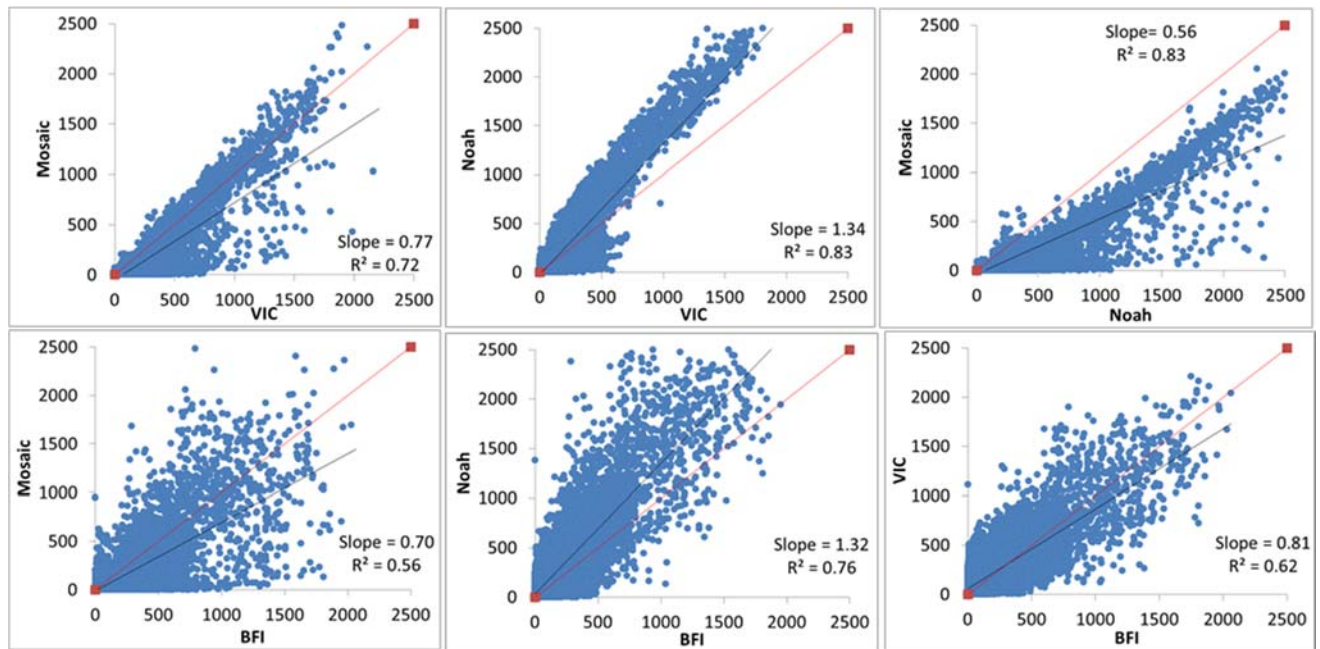 2500
2000
1500
1000
500
0
Mosaic
Slope = 0.77
R² = 0.72
0 500 1000 1500 2000 2500
VIC
2500
2000
1500
1000
500
0
Noah
Slope = 1.34
R² = 0.83
0 500 1000 1500 2000 2500
VIC
2500
2000
1500
1000
500
0
Mosaic
Slope= 0.56
R² = 0.83
0 500 1000 1500 2000 2500
Noah
2500
2000
1500
1000
500
0
Mosaic
Slope = 0.70
R² = 0.56
0 500 1000 1500 2000 2500
BFI
2500
2000
1500
1000
500
0
Noah
Slope = 1.32
R² = 0.76
0 500 1000 1500 2000 2500
BFI
2500
2000
1500
1000
500
0
VIC
Slope = 0.81
R² = 0.62
0 500 1000 1500 2000 2500
BFI